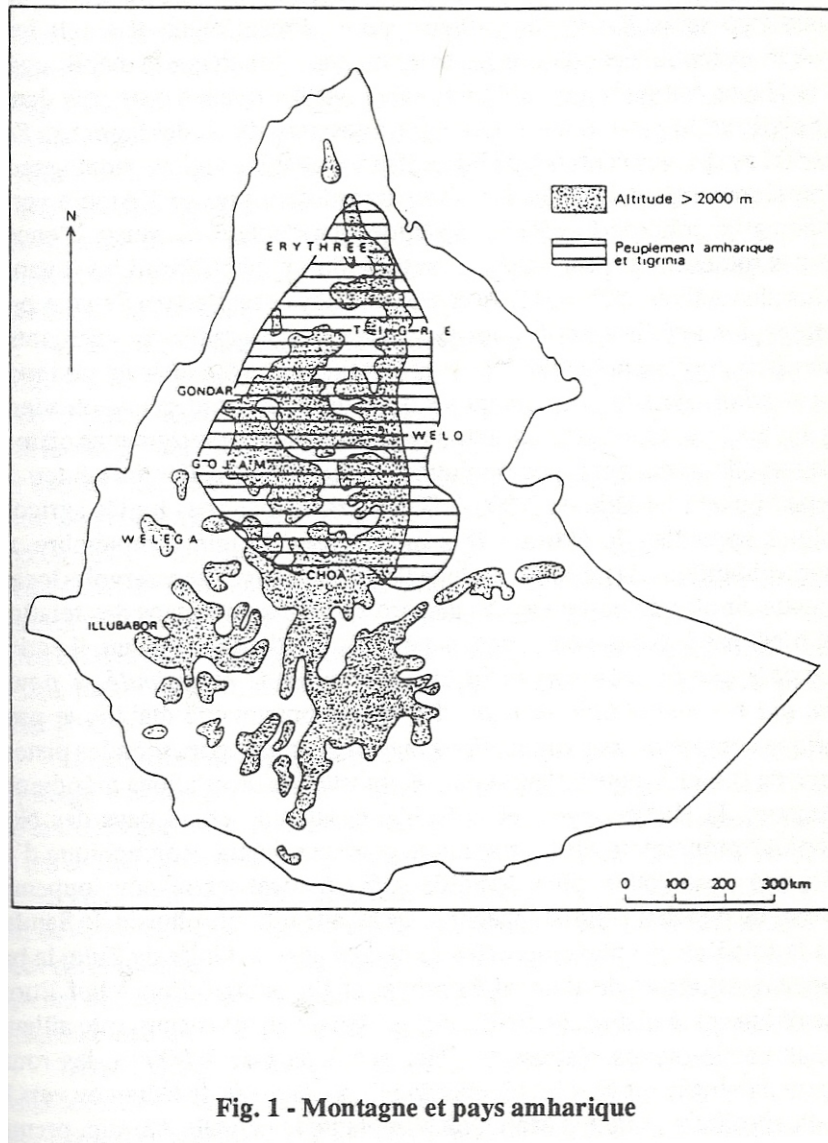 N
Altitude > 2000 m
Peuplement amharique
et tigrinia
ERYTHREE
TEINGRE
GONDAR
WELO
GOJAM
WELEGA
CHOA
ILLUBABOR
0 100 200 300 km
Fig. 1 - Montagne et pays amharique